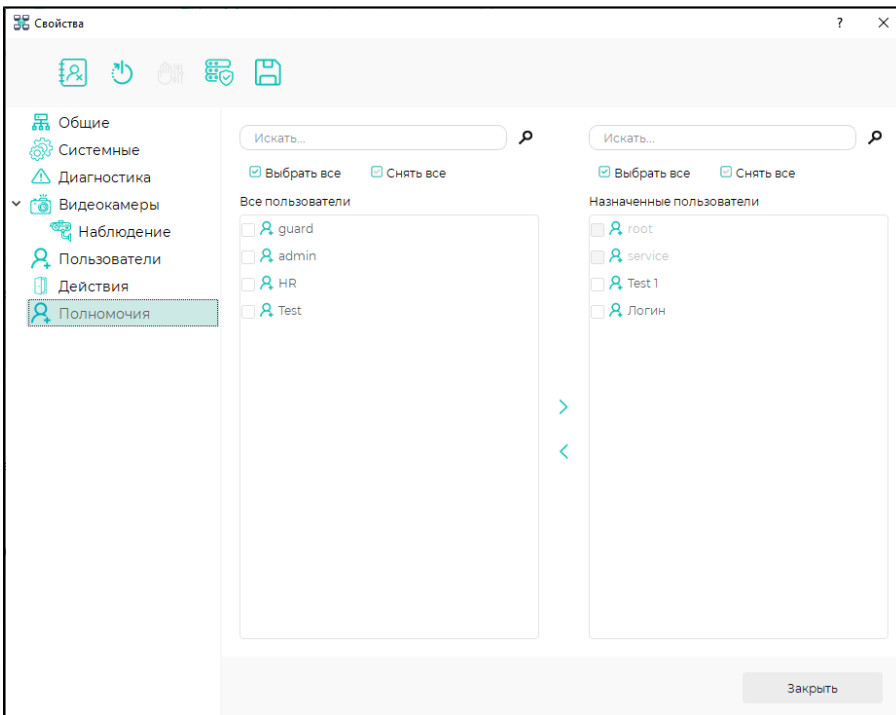 Свойства
?
Общие
Системные
Диагностика
Видеокамеры
Наблюдение
Пользователи
Действия
Полномочия
Искать...
Выбрать все
Снять все
Все пользователи
guard
admin
HR
Test
Искать...
Выбрать все
Снять все
Назначенные пользователи
root
service
Test 1
Логин
Закрыть